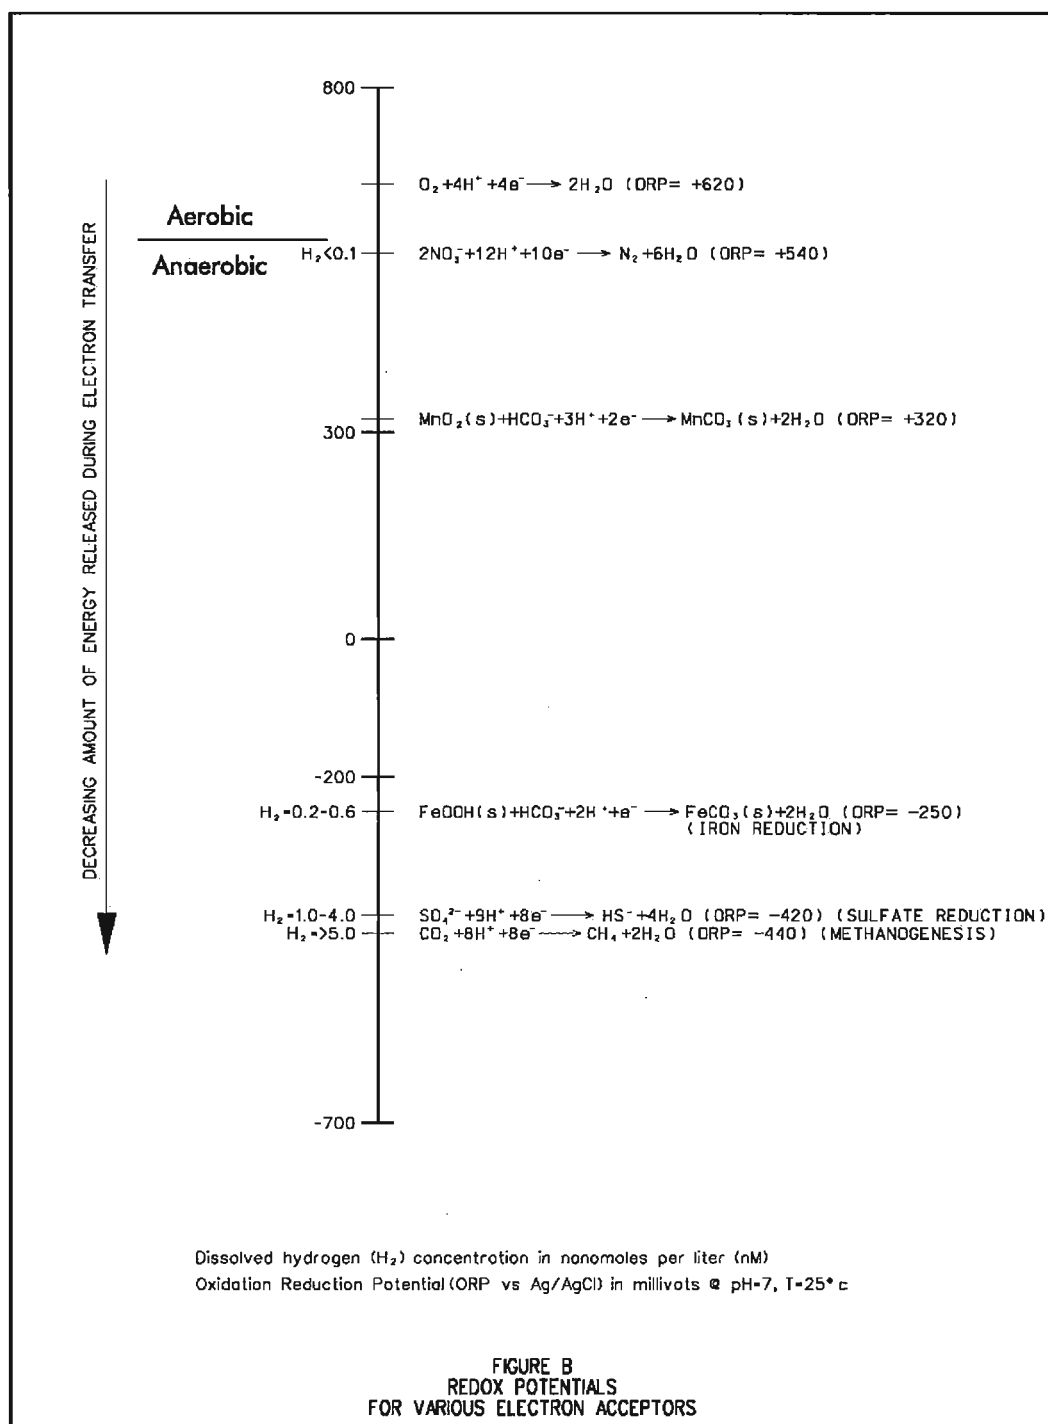 800
O₂+4H⁺+4e⁻ → 2H₂O (ORP= +620)
Aerobic
Anaerobic
H₂<0.1
2NO₃⁻+12H⁺+10e⁻ → N₂+6H₂O (ORP= +540)
MnO₂(s)+HCO₃⁻+3H⁺+2e⁻ → MnCO₃(s)+2H₂O (ORP= +320)
300
DECREASING AMOUNT OF ENERGY RELEASED DURING ELECTRON TRANSFER
0
-200
H₂=0.2-0.6
FeOOH(s)+HCO₃⁻+2H⁺+e⁻ → FeCO₃(s)+2H₂O (ORP= -250)
(IRON REDUCTION)
H₂=1.0-4.0
SO₄²⁻+9H⁺+8e⁻ → HS⁻+4H₂O (ORP= -420) (SULFATE REDUCTION)
H₂=>5.0
CO₂+8H⁺+8e⁻ → CH₄+2H₂O (ORP= -440) (METHANOGENESIS)
-700
Dissolved hydrogen (H₂) concentration in nanomoles per liter (nM)
Oxidation Reduction Potential (ORP vs Ag/AgCl) in millivots @ pH=7, T=25°c
FIGURE B
REDOX POTENTIALS
FOR VARIOUS ELECTRON ACCEPTORS